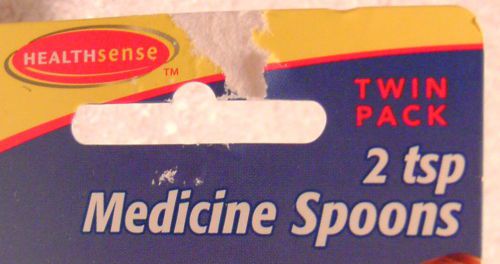 HEALTHsense
TM
TWIN
PACK
2 tsp
Medicine Spoons